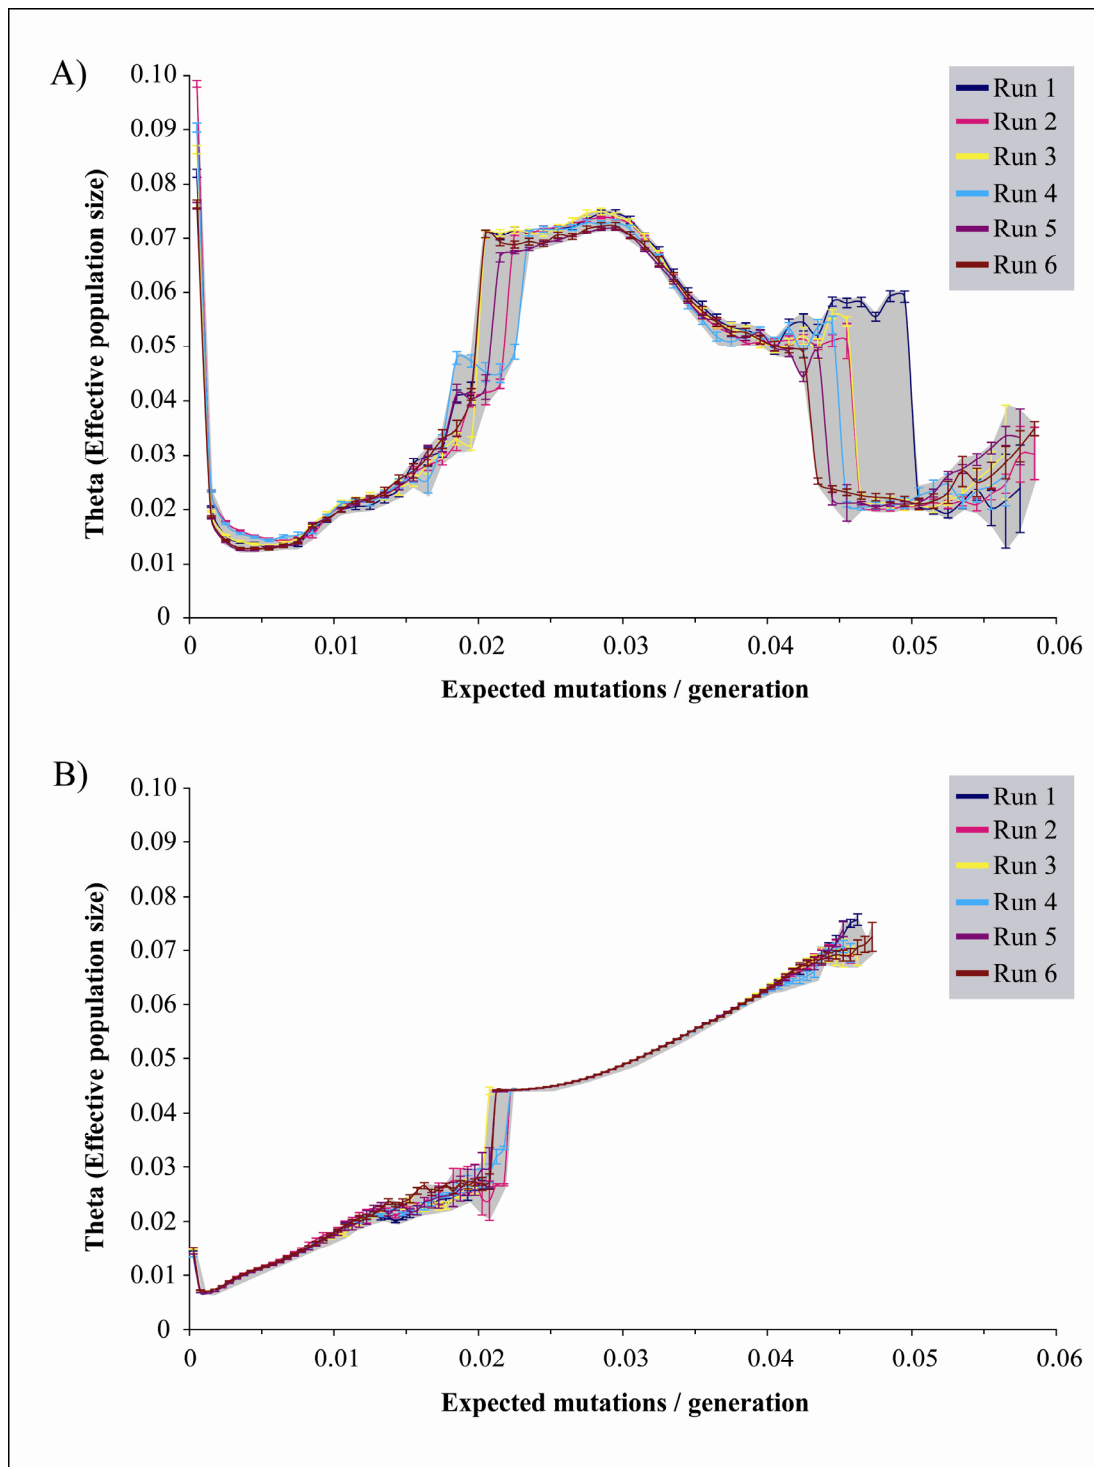 A)
0.10
0.09
0.08
0.07
0.06
0.05
0.04
0.03
0.02
0.01
0
Theta (Effective population size)
0 0.01 0.02 0.03 0.04 0.05 0.06
Expected mutations / generation
Run 1
Run 2
Run 3
Run 4
Run 5
Run 6
B)
0.10
0.09
0.08
0.07
0.06
0.05
0.04
0.03
0.02
0.01
0
Theta (Effective population size)
0 0.01 0.02 0.03 0.04 0.05 0.06
Expected mutations / generation
Run 1
Run 2
Run 3
Run 4
Run 5
Run 6